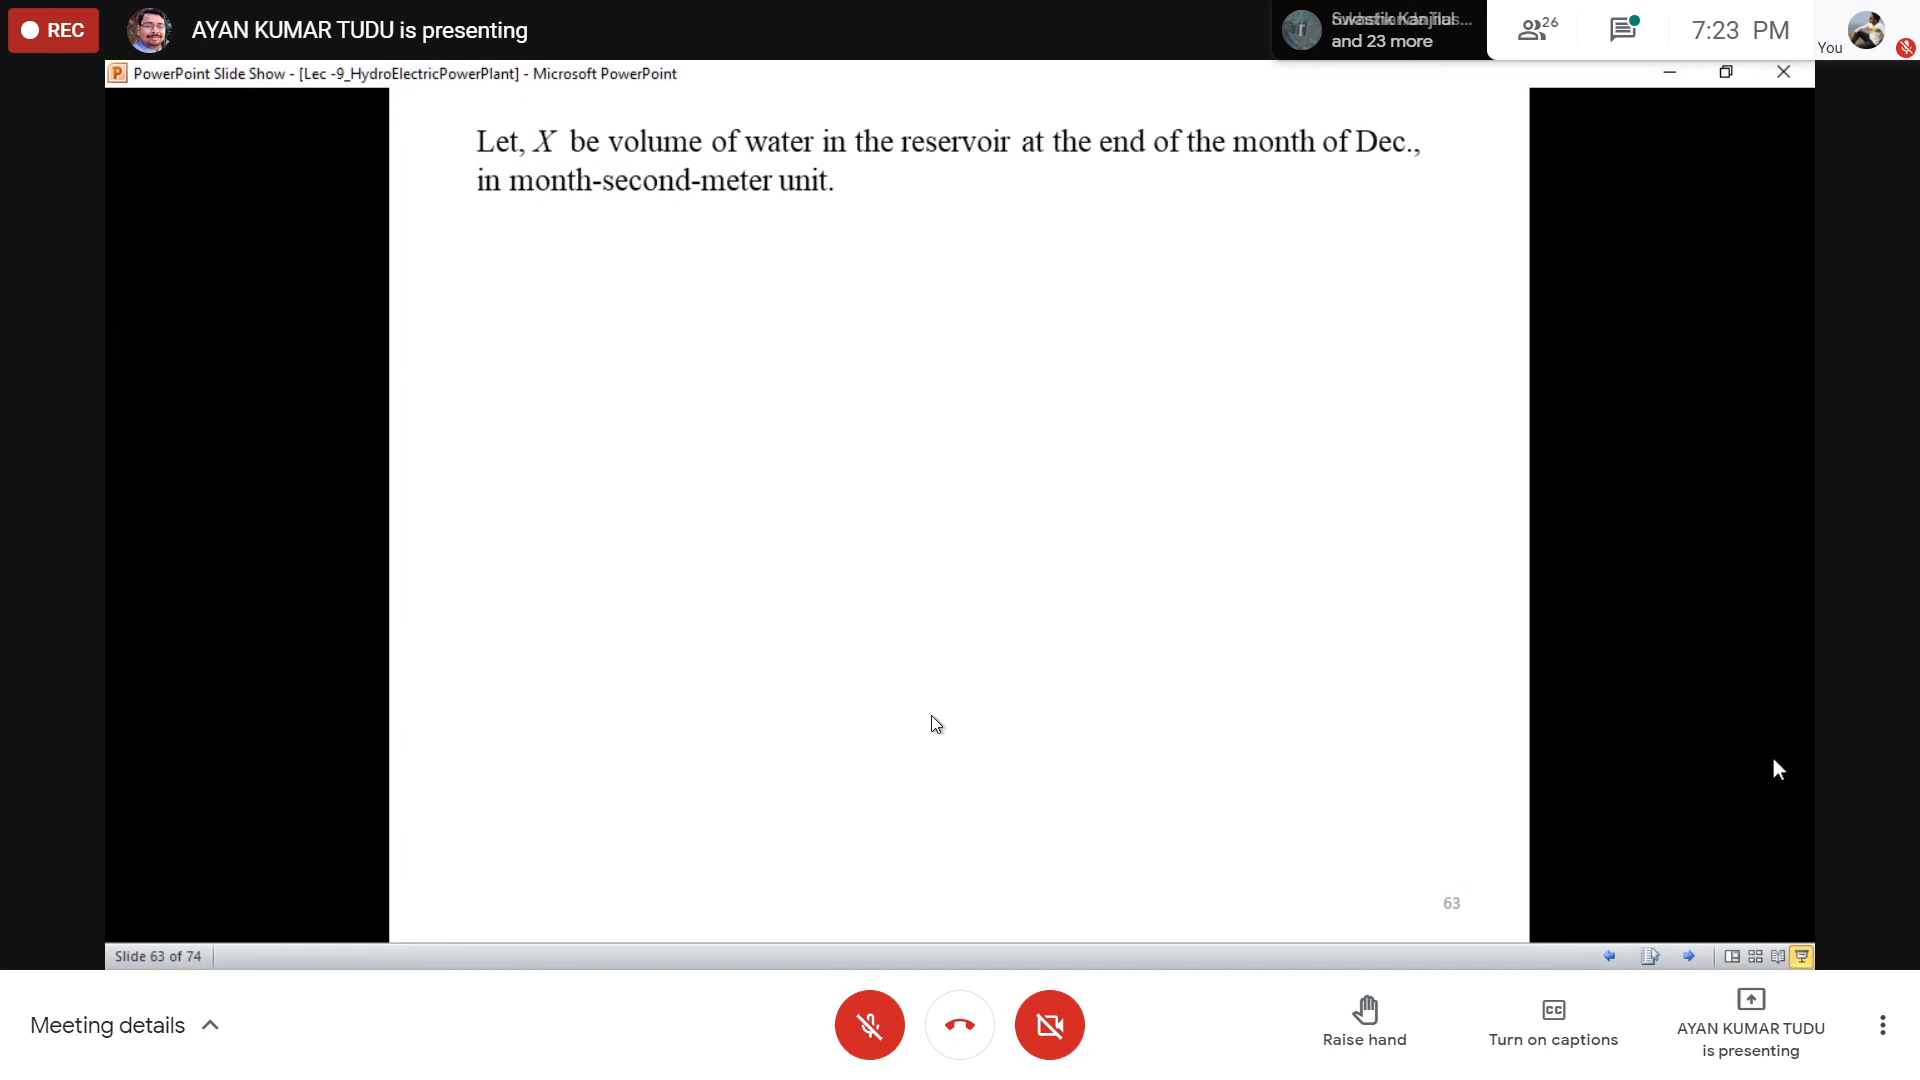 REC
AYAN KUMAR TUDU is presenting
and 23 more
26
7:23 PM
You
PowerPoint Slide Show - [Lec -9_HydroElectricPowerPlant] - Microsoft PowerPoint
Let, X be volume of water in the reservoir at the end of the month of Dec.,
in month-second-meter unit.
63
Slide 63 of 74
Meeting details
Raise hand
CC
Turn on captions
AYAN KUMAR TUDU
is presenting